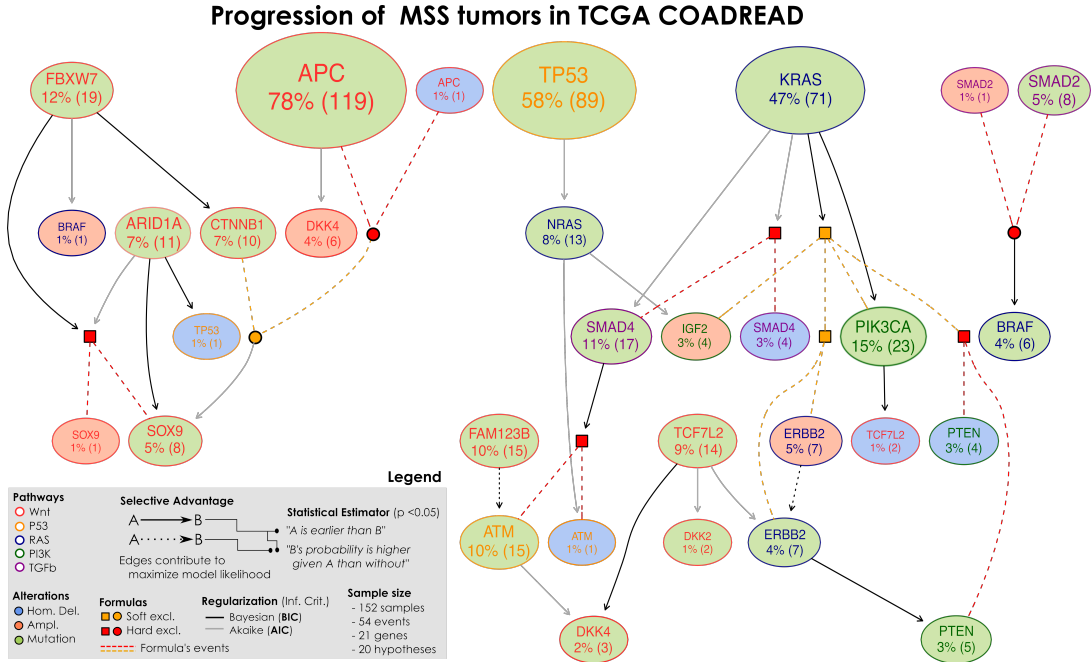 Progression of MSS tumors in TCGA COADREAD
FBXW7
12% (19)
APC
78% (119)
APC
1% (1)
TP53
58% (89)
KRAS
47% (71)
SMAD2
1% (1)
SMAD2
5% (8)
BRAF
1% (1)
ARID1A
7% (11)
CTNNB1
7% (10)
DKK4
4% (6)
NRAS
8% (13)
TP53
1% (1)
SMAD4
11% (17)
IGF2
3% (4)
SMAD4
3% (4)
PIK3CA
15% (23)
BRAF
4% (6)
SOX9
1% (1)
SOX9
5% (8)
FAM123B
10% (15)
TCF7L2
9% (14)
ERBB2
5% (7)
TCF7L2
1% (2)
PTEN
3% (4)
ATM
10% (15)
ATM
1% (1)
DKK2
1% (2)
ERBB2
4% (7)
DKK4
2% (3)
PTEN
3% (5)
Legend
Pathways
Wnt
P53
RAS
PI3K
TGFb
Selective Advantage
A B
A B
Edges contribute to
maximize model likelihood
Statistical Estimator (p <0.05)
"A is earlier than B"
"B's probability is higher
given A than without"
Alterations
Hom. Del.
Ampl.
Mutation
Formulas
Soft excl.
Hard excl.
Formula's events
Regularization (Inf. Crit.)
Bayesian (BIC)
Akaike (AIC)
Sample size
- 152 samples
- 54 events
- 21 genes
- 20 hypotheses